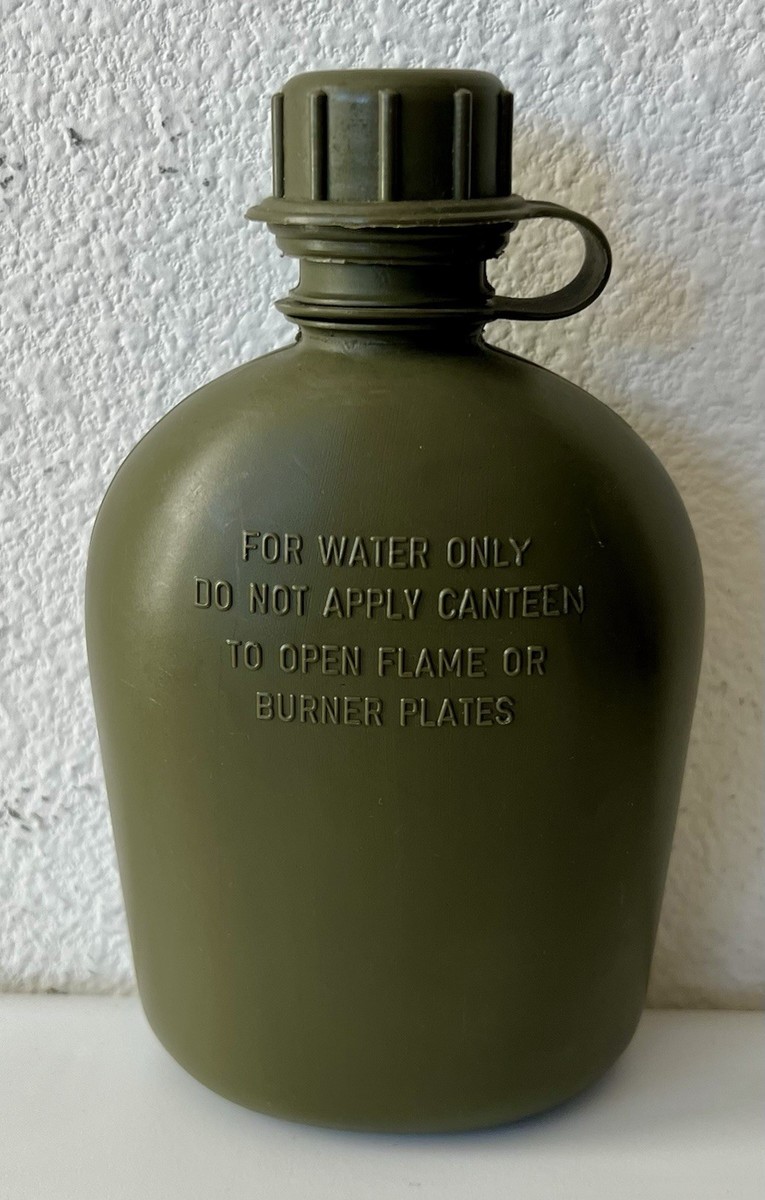 FOR WATER ONLY
DO NOT APPLY CANTEEN
TO OPEN FLAME OR
BURNER PLATES